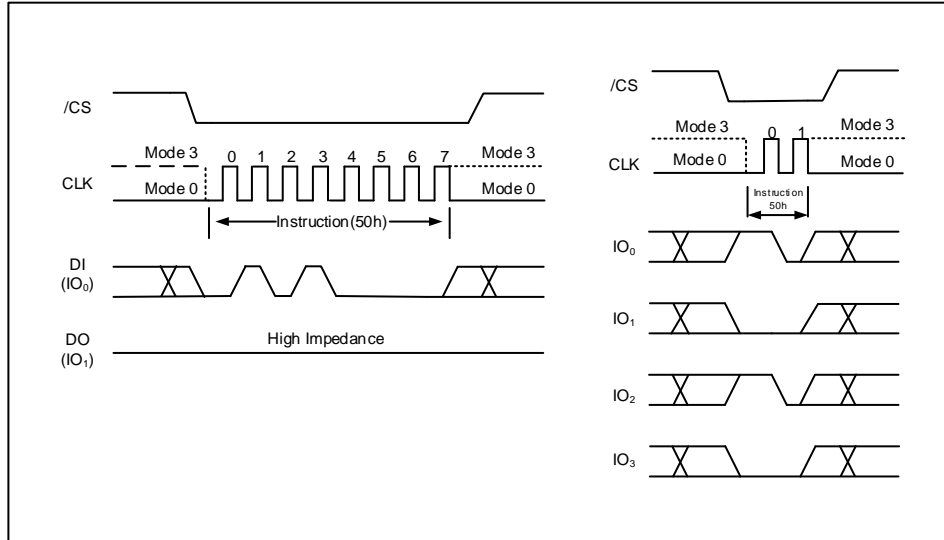 /CS
Mode 3 0 1 2 3 4 5 6 7 Mode 3
CLK
Mode 0 Mode 0
Instruction(50h)
DI
(IO₀)
DO
(IO₁)
High Impedance
/CS
Mode 3 0 1 Mode 3
CLK
Mode 0 Mode 0
Instruction
50h
IO₀
IO₁
IO₂
IO₃